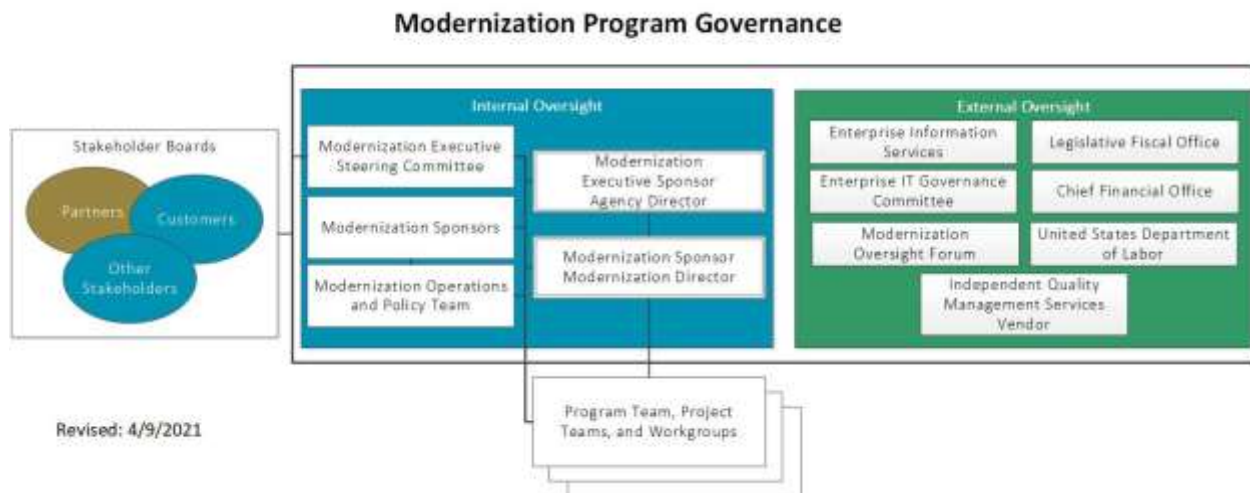 Modernization Program Governance
Stakeholder Boards
Partners
Customers
Other
Stakeholders
Internal Oversight
Modernization Executive
Steering Committee
Modernization Sponsors
Modernization Operations
and Policy Team
Modernization
Executive Sponsor
Agency Director
Modernization Sponsor
Modernization Director
External Oversight
Enterprise Information
Services
Legislative Fiscal Office
Enterprise IT Governance
Committee
Chief Financial Office
Modernization
Oversight Forum
United States Department
of Labor
Independent Quality
Management Services
Vendor
Program Team, Project
Teams, and Workgroups
Revised: 4/9/2021